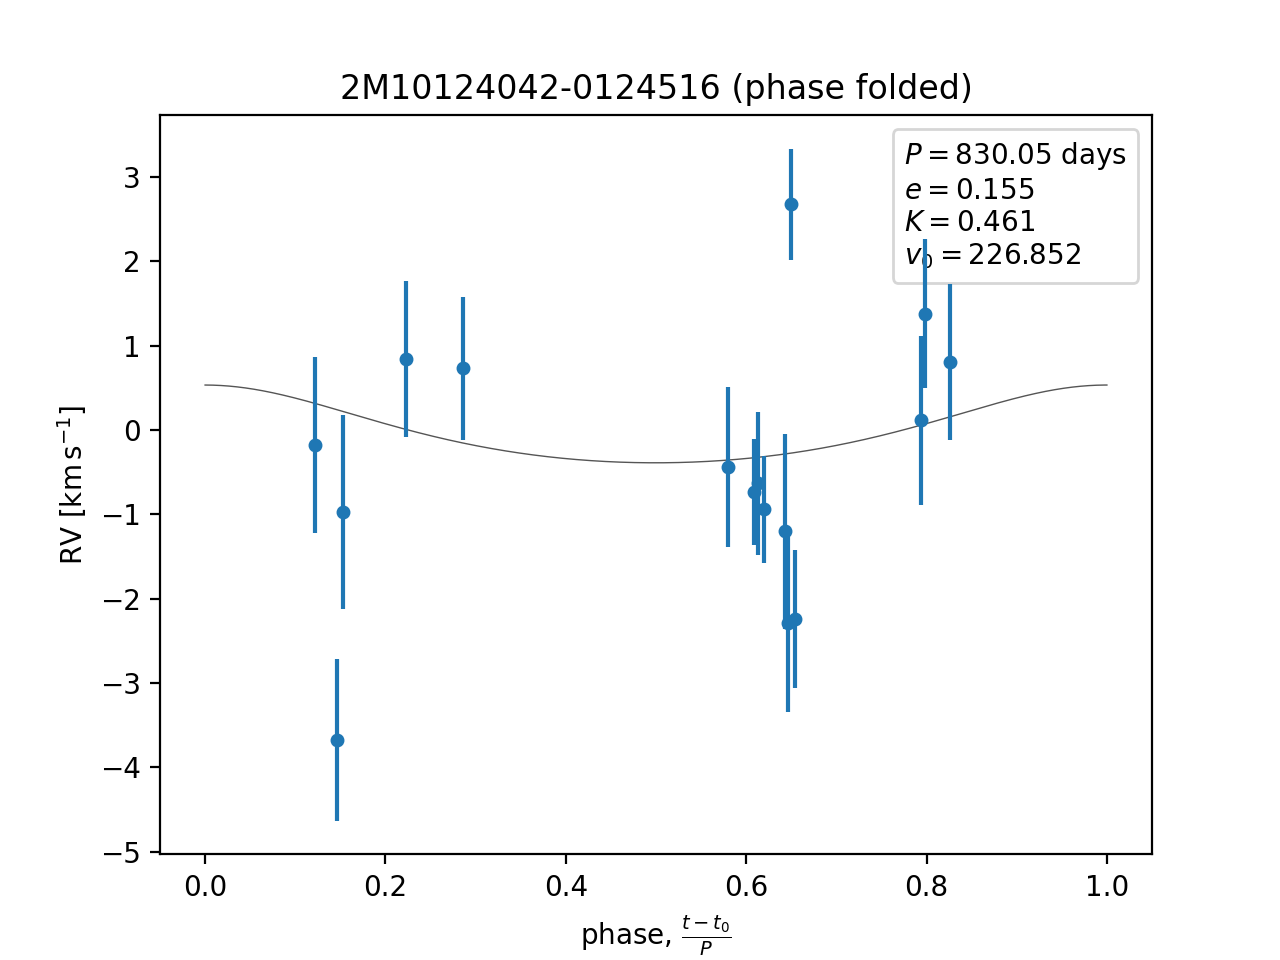 2M10124042-0124516 (phase folded)
P = 830.05 days
e = 0.155
K = 0.461
v₀ = 226.852
3
2
1
0
−1
−2
−3
−4
−5
RV [km s⁻¹]
0.0 0.2 0.4 0.6 0.8 1.0
phase, (t − t₀)/P